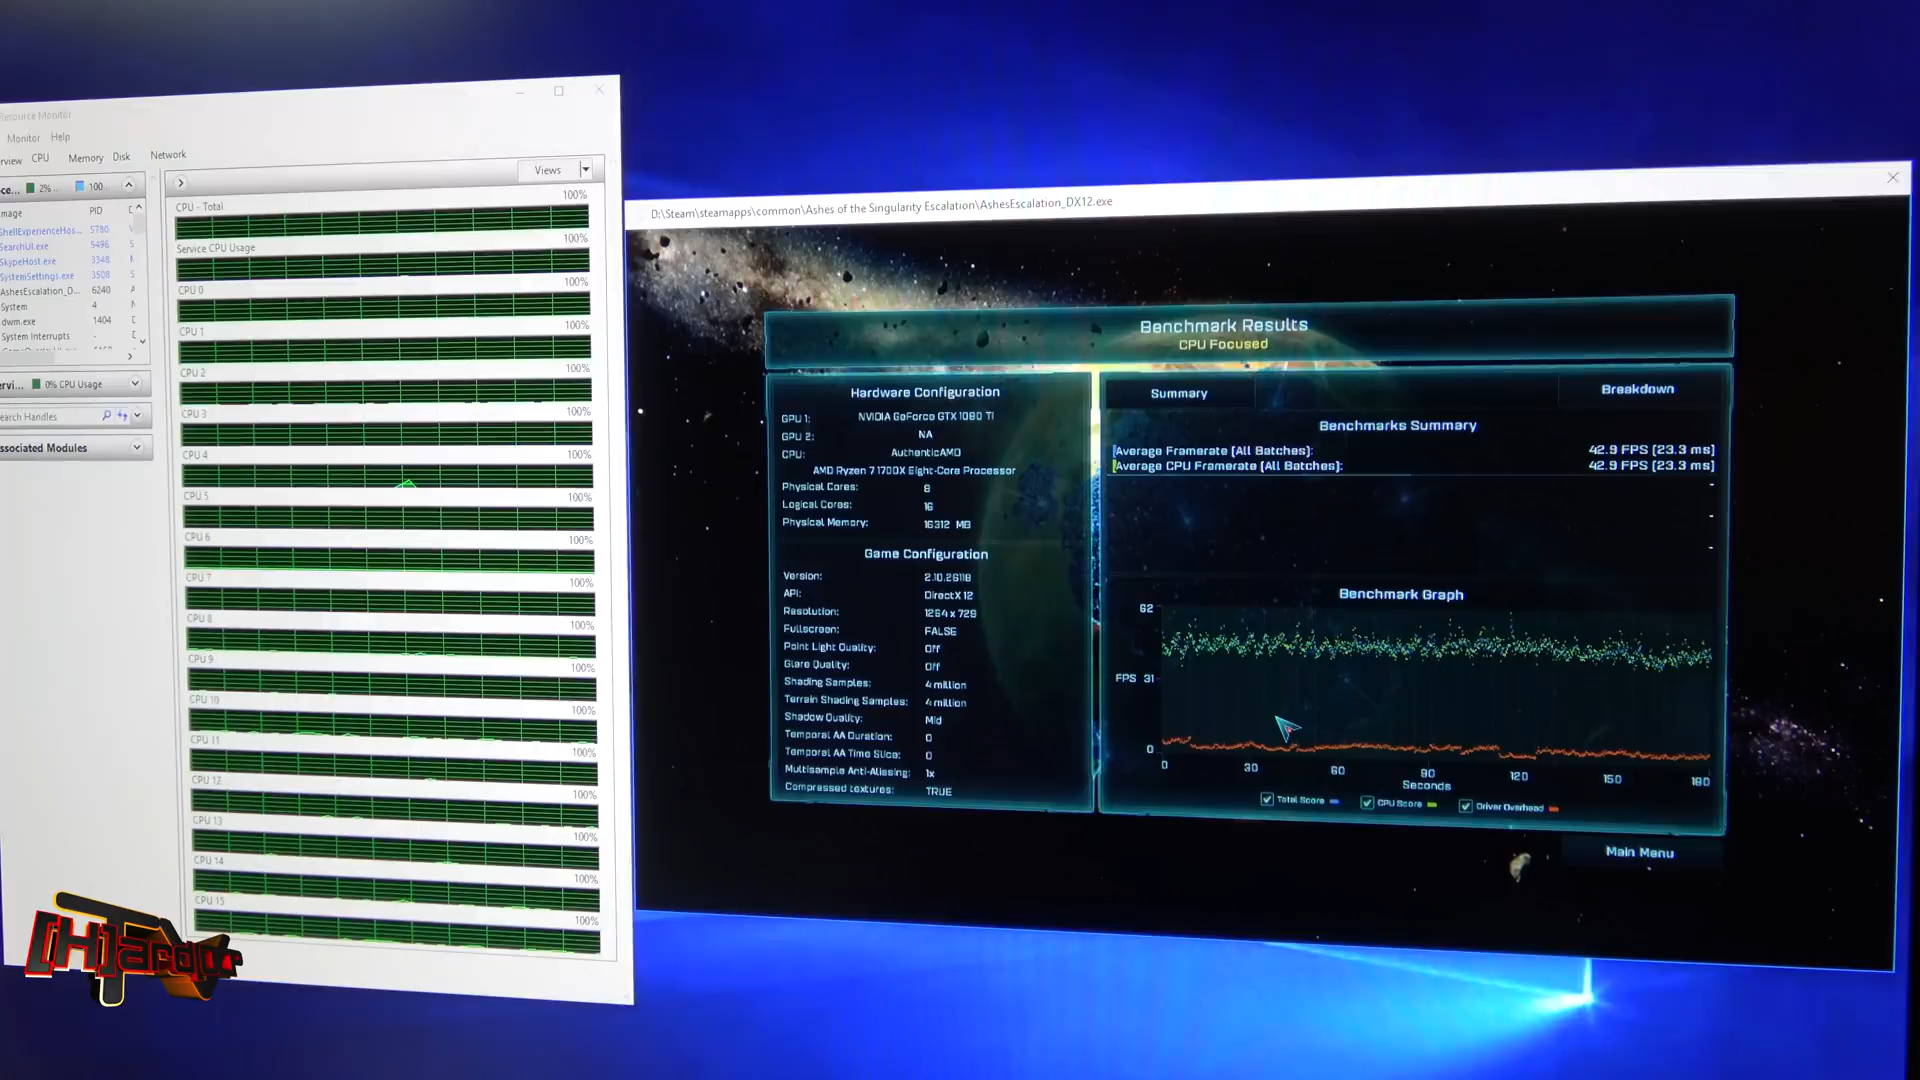 Resource Monitor
Monitor Help
CPU Memory Disk Network
2% 100...
PID
ShellExperienceHos... 5780
SearchUI.exe 5496
SkypeHost.exe 3348
SystemSettings.exe 3508
AshesEscalation_D... 6240
System 4
dwm.exe 1404
System Interrupts -
0% CPU Usage
earch Handles
ssociated Modules
Views
CPU - Total 100%
Service CPU Usage 100%
CPU 0 100%
CPU 1 100%
CPU 2 100%
CPU 3 100%
CPU 4 100%
CPU 5 100%
CPU 6 100%
CPU 7 100%
CPU 8 100%
CPU 9 100%
CPU 10 100%
CPU 11 100%
CPU 12 100%
CPU 13 100%
CPU 14 100%
CPU 15 100%
D:\Steam\steamapps\common\Ashes of the Singularity Escalation\AshesEscalation_DX12.exe
Benchmark Results
CPU Focused
Hardware Configuration
GPU 1: NVIDIA GeForce GTX 1080 Ti
GPU 2: NA
CPU: AuthenticAMD
AMD Ryzen 7 1700X Eight-Core Processor
Physical Cores: 8
Logical Cores: 16
Physical Memory: 16312 MB
Game Configuration
Version: 2.10.26118
API: DirectX 12
Resolution: 1264 x 729
Fullscreen: FALSE
Point Light Quality: Off
Glare Quality: Off
Shading Samples: 4 million
Terrain Shading Samples: 4 million
Shadow Quality: Mid
Temporal AA Duration: 0
Temporal AA Time Slice: 0
Multisample Anti-Aliasing: 1x
Compressed textures: TRUE
Summary
Breakdown
Benchmarks Summary
Average Framerate (All Batches): 42.9 FPS (23.3 ms)
Average CPU Framerate (All Batches): 42.9 FPS (23.3 ms)
Benchmark Graph
62
FPS 31
0
0 30 60 90 120 150 180
Seconds
Total Score CPU Score Driver Overhead
Main Menu